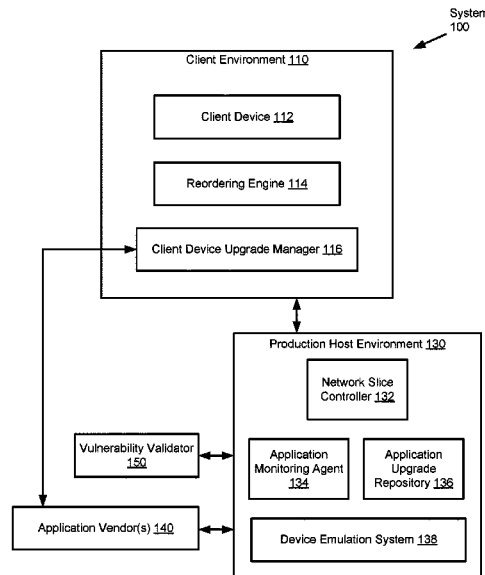 System
100
Client Environment 110
Client Device 112
Reordering Engine 114
Client Device Upgrade Manager 116
Production Host Environment 130
Network Slice
Controller 132
Vulnerability Validator
150
Application
Monitoring Agent
134
Application
Upgrade
Repository 136
Application Vendor(s) 140
Device Emulation System 138